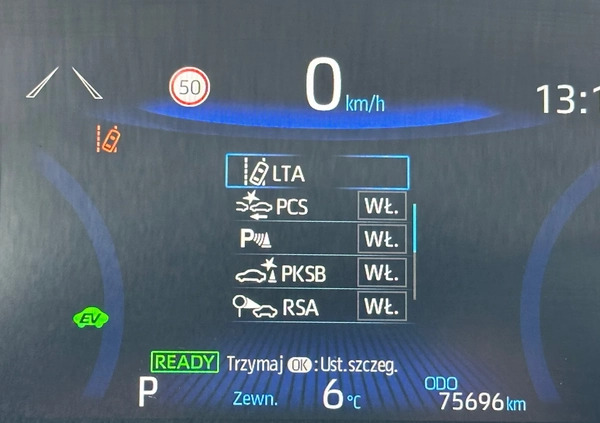 50
0 km/h
13:1
LTA
PCS WŁ.
P WŁ.
PKSB WŁ.
RSA WŁ.
EV
READY Trzymaj OK : Ust.szczeg.
P Zewn. 6 °C ODO 75696 km